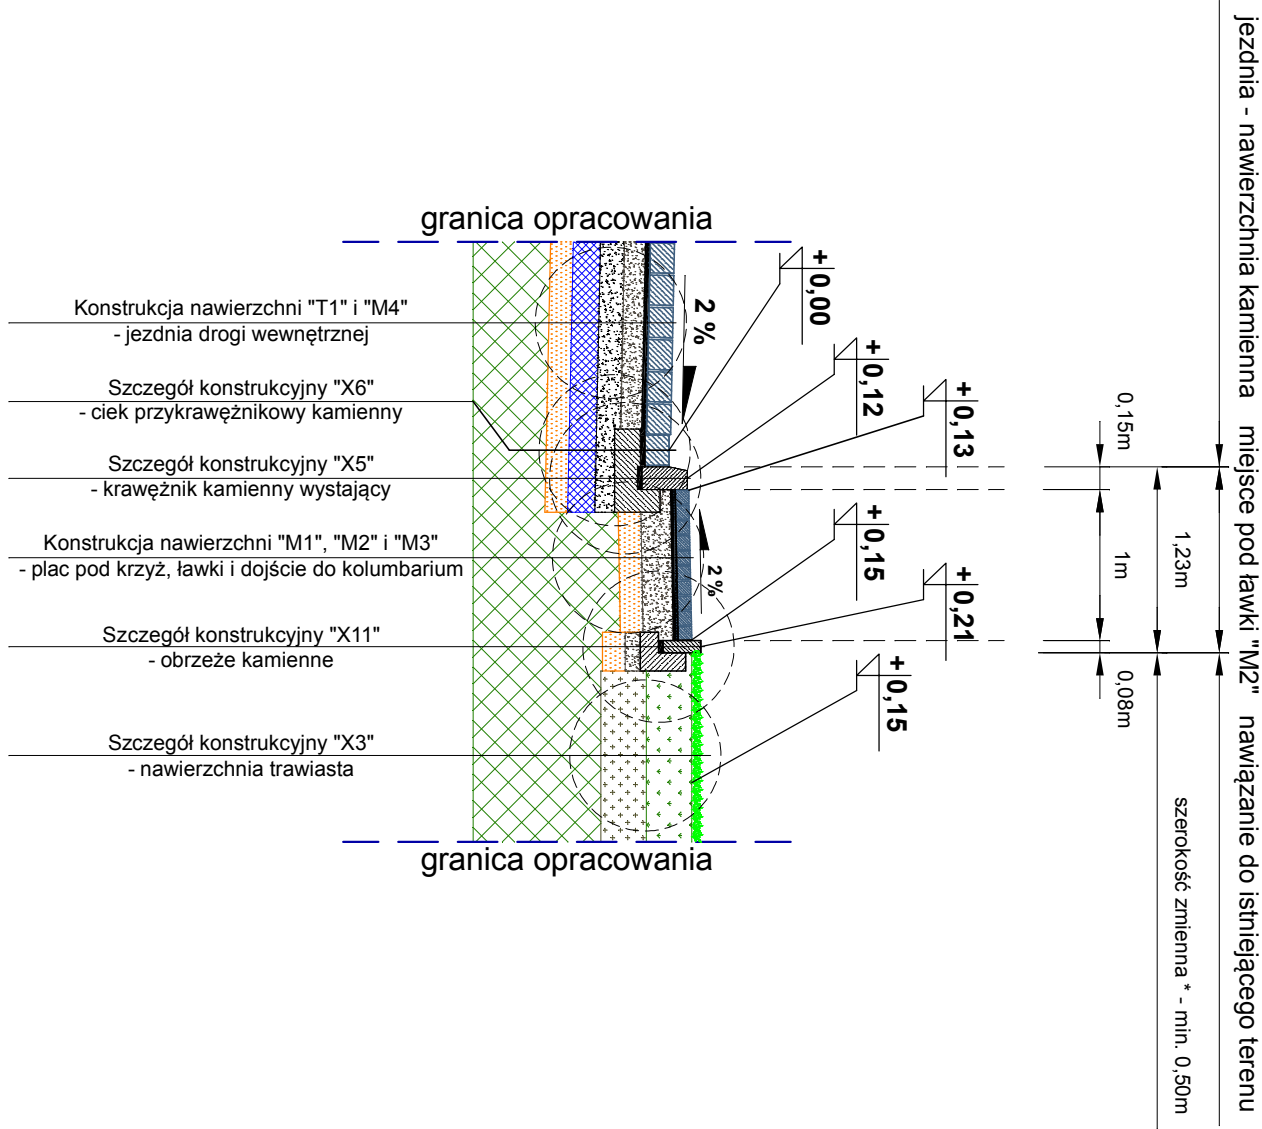 granica opracowania
Konstrukcja nawierzchni "T1" i "M4"
- jezdnia drogi wewnętrznej
Szczegół konstrukcyjny "X6"
- ciek przykrawężnikowy kamienny
Szczegół konstrukcyjny "X5"
- krawężnik kamienny wystający
Konstrukcja nawierzchni "M1", "M2" i "M3"
- plac pod krzyż, ławki i dojście do kolumbarium
Szczegół konstrukcyjny "X11"
- obrzeże kamienne
Szczegół konstrukcyjny "X3"
- nawierzchnia trawiasta
granica opracowania
2 %
2 %
+0,00
+0,12
+0,13
+0,15
+0,21
+0,15
0,15m
1m
0,08m
1,23m
szerokość zmienna * - min. 0,50m
jezdnia - nawierzchnia kamienna
miejsce pod ławki "M2"
nawiązanie do istniejącego terenu